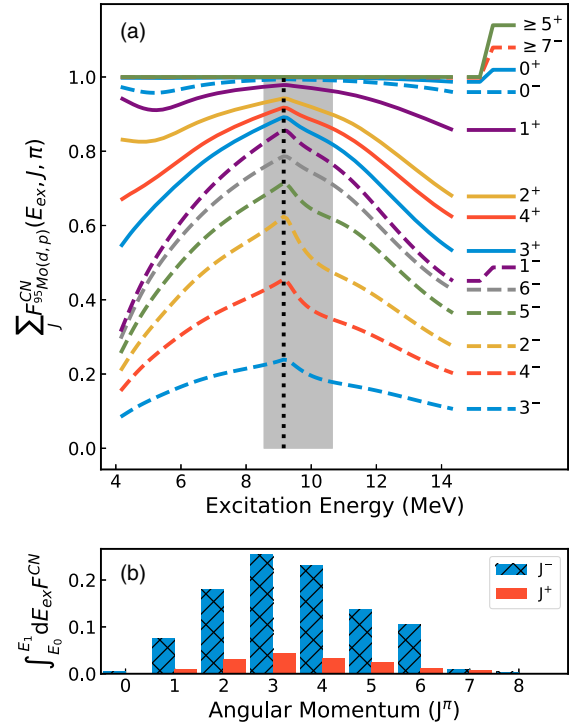 (a)
≥ 5⁺
≥ 7⁻
0⁺
0⁻
1⁺
2⁺
4⁺
3⁺
1⁻
6⁻
5⁻
2⁻
4⁻
3⁻
1.0
0.8
0.6
0.4
0.2
0.0
∑_J F^{CN}_{95Mo(d, p)}(E_{ex}, J, π)
4 6 8 10 12 14
Excitation Energy (MeV)
(b)
J⁻
J⁺
0.2
0.1
0.0
∫_{E₀}^{E₁} dE_{ex}F^{CN}
0 1 2 3 4 5 6 7 8
Angular Momentum (J^π)